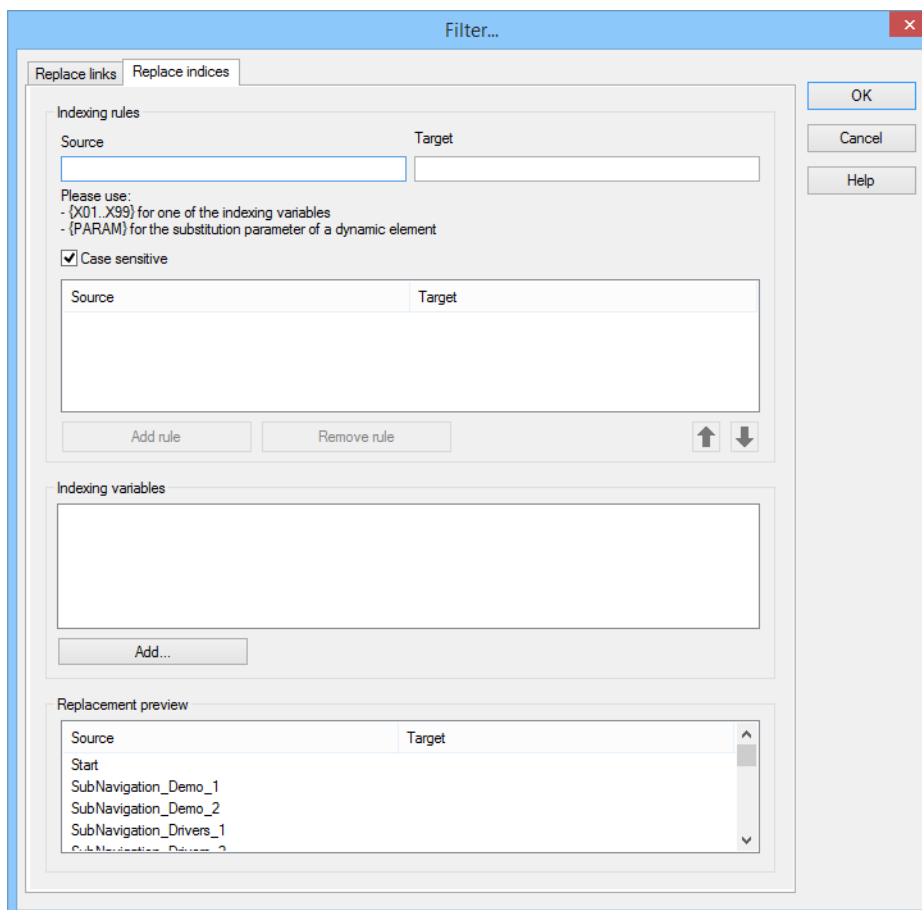 Filter...
Replace links
Replace indices
OK
Cancel
Help
Indexing rules
Source
Target
Please use:
- {X01..X99} for one of the indexing variables
- {PARAM} for the substitution parameter of a dynamic element
Case sensitive
Source
Target
Add rule
Remove rule
Indexing variables
Add...
Replacement preview
Source
Target
Start
SubNavigation_Demo_1
SubNavigation_Demo_2
SubNavigation_Drivers_1
SubNavigation_Drivers_2